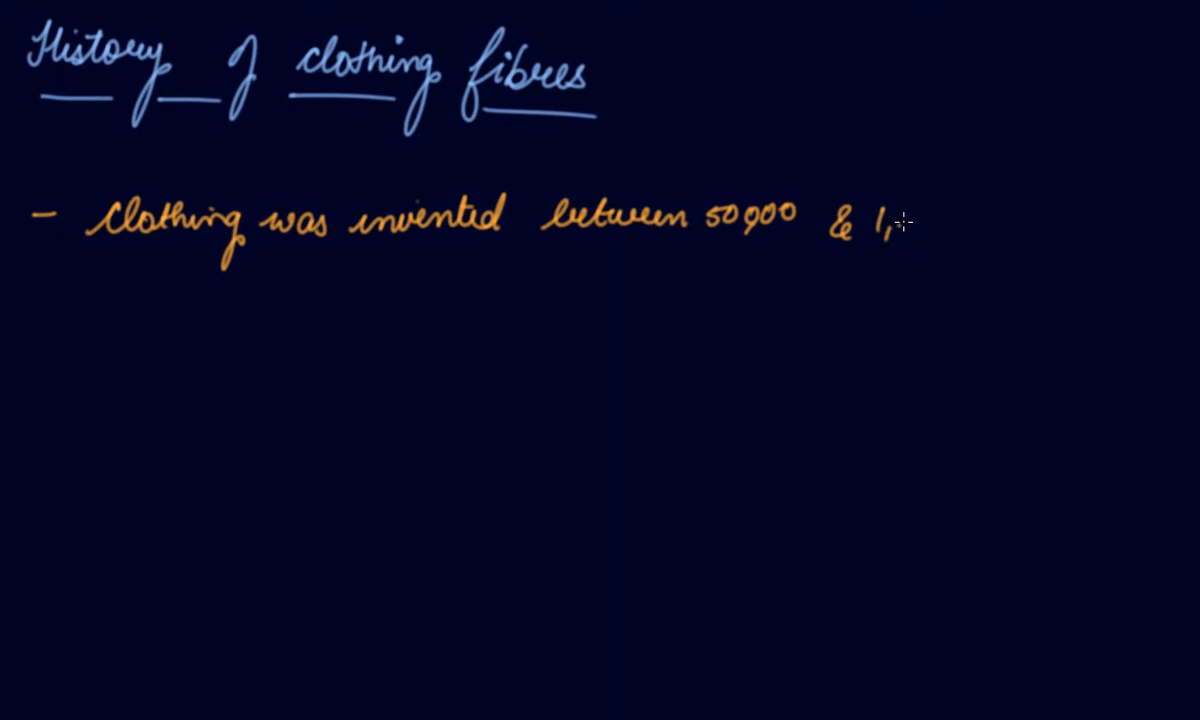 History of clothing fibres
- Clothing was invented between 50,000 & 1,